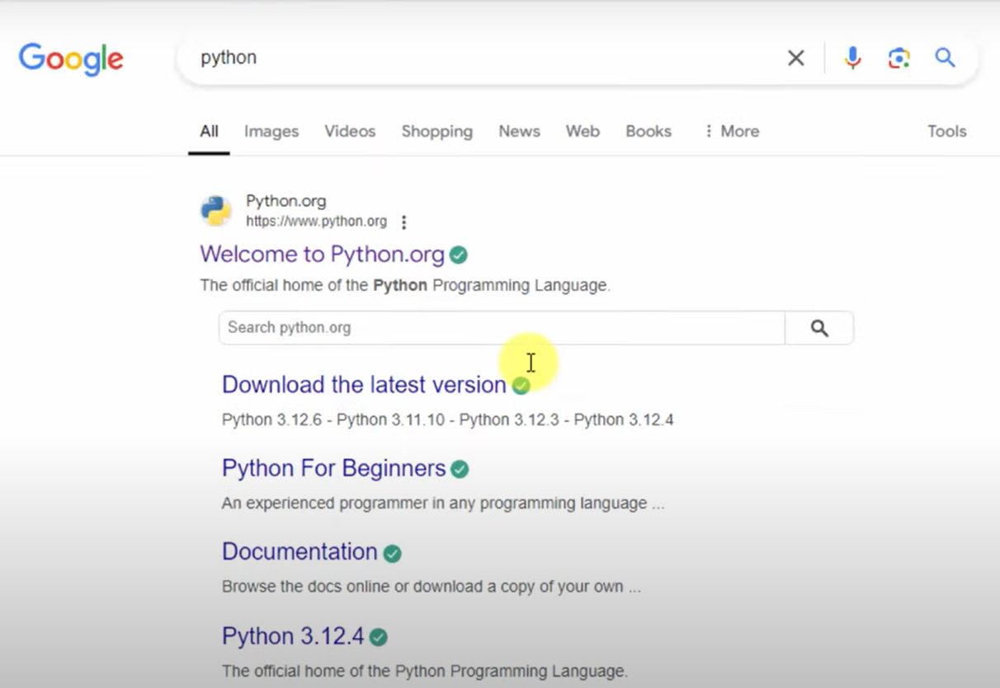 Google
python
All Images Videos Shopping News Web Books More Tools
Python.org
https://www.python.org
Welcome to Python.org
The official home of the Python Programming Language.
Search python.org
Download the latest version
Python 3.12.6 - Python 3.11.10 - Python 3.12.3 - Python 3.12.4
Python For Beginners
An experienced programmer in any programming language ...
Documentation
Browse the docs online or download a copy of your own ...
Python 3.12.4
The official home of the Python Programming Language.